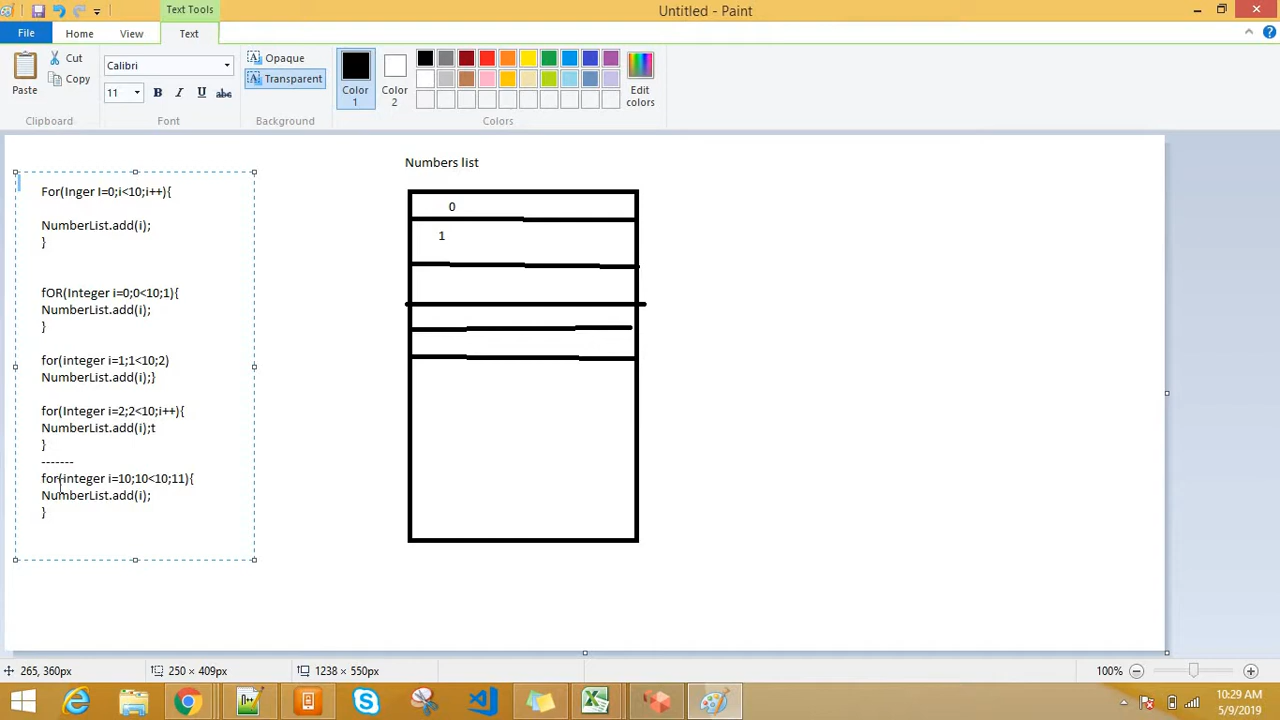 Untitled - Paint
Text Tools
File
Home
View
Text
Paste
Cut
Copy
Clipboard
Calibri
11
B
I
U
abc
Font
A Opaque
A Transparent
Background
Color
1
Color
2
Edit
colors
Colors
For(Inger I=0;i<10;i++){
NumberList.add(i);
}
fOR(Integer i=0;0<10;1){
NumberList.add(i);
}
for(integer i=1;1<10;2)
NumberList.add(i);}
for(Integer i=2;2<10;i++){
NumberList.add(i);t
}
-------
for(integer i=10;10<10;11){
NumberList.add(i);
}
Numbers list
0
1
265, 360px
250 × 409px
1238 × 550px
100%
10:29 AM
5/9/2019